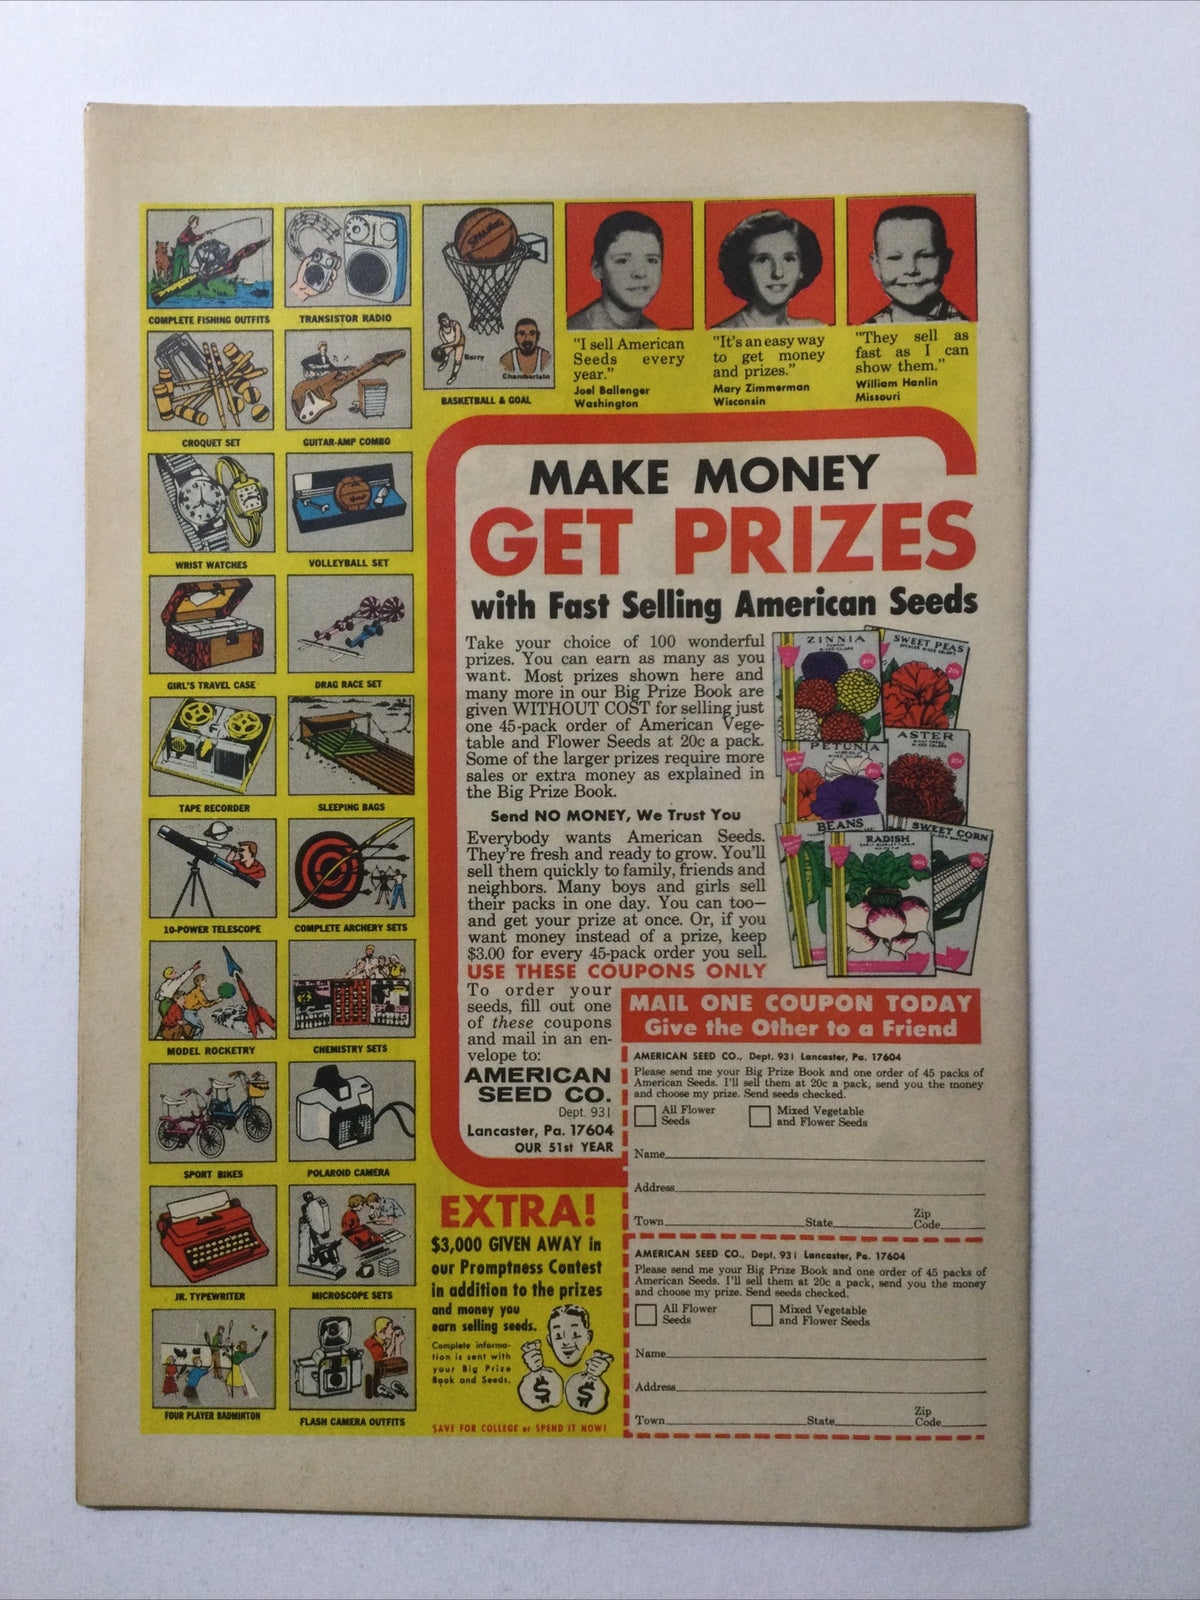 COMPLETE FISHING OUTFITS
TRANSISTOR RADIO
CROQUET SET
GUITAR-AMP COMBO
WRIST WATCHES
VOLLEYBALL SET
GIRL'S TRAVEL CASE
DRAG RACE SET
TAPE RECORDER
SLEEPING BAGS
10-POWER TELESCOPE
COMPLETE ARCHERY SETS
MODEL ROCKETRY
CHEMISTRY SETS
SPORT BIKES
POLAROID CAMERA
JR. TYPEWRITER
MICROSCOPE SETS
FOUR PLAYER BADMINTON
FLASH CAMERA OUTFITS
SPALDING
Barry
Chamberlain
BASKETBALL & GOAL
"I sell American
Seeds every
year."
Joel Ballenger
Washington
"It's an easy way
to get money
and prizes."
Mary Zimmerman
Wisconsin
"They sell as
fast as I can
show them."
William Hanlin
Missouri
MAKE MONEY
GET PRIZES
with Fast Selling American Seeds
Take your choice of 100 wonderful
prizes. You can earn as many as you
want. Most prizes shown here and
many more in our Big Prize Book are
given WITHOUT COST for selling just
one 45-pack order of American Vege-
table and Flower Seeds at 20c a pack.
Some of the larger prizes require more
sales or extra money as explained in
the Big Prize Book.
Send NO MONEY, We Trust You
Everybody wants American Seeds.
They're fresh and ready to grow. You'll
sell them quickly to family, friends and
neighbors. Many boys and girls sell
their packs in one day. You can too—
and get your prize at once. Or, if you
want money instead of a prize, keep
$3.00 for every 45-pack order you sell.
USE THESE COUPONS ONLY
To order your
seeds, fill out one
of these coupons
and mail in an en-
velope to:
AMERICAN
SEED CO.
Dept. 931
Lancaster, Pa. 17604
OUR 51st YEAR
ZINNIA
SWEET PEAS
PETUNIA
ASTER
BEANS
SWEET CORN
RADISH
MAIL ONE COUPON TODAY
Give the Other to a Friend
AMERICAN SEED CO., Dept. 931 Lancaster, Pa. 17604
Please send me your Big Prize Book and one order of 45 packs of
American Seeds. I'll sell them at 20c a pack, send you the money
and choose my prize. Send seeds checked.
All Flower
Seeds
Mixed Vegetable
and Flower Seeds
Name
Address
Town State Zip
Code
AMERICAN SEED CO., Dept. 931 Lancaster, Pa. 17604
Please send me your Big Prize Book and one order of 45 packs of
American Seeds. I'll sell them at 20c a pack, send you the money
and choose my prize. Send seeds checked.
All Flower
Seeds
Mixed Vegetable
and Flower Seeds
Name
Address
Town State Zip
Code
EXTRA!
$3,000 GIVEN AWAY in
our Promptness Contest
in addition to the prizes
and money you
earn selling seeds.
Complete informa-
tion is sent with
your Big Prize
Book and Seeds.
$ $
SAVE FOR COLLEGE or SPEND IT NOW!